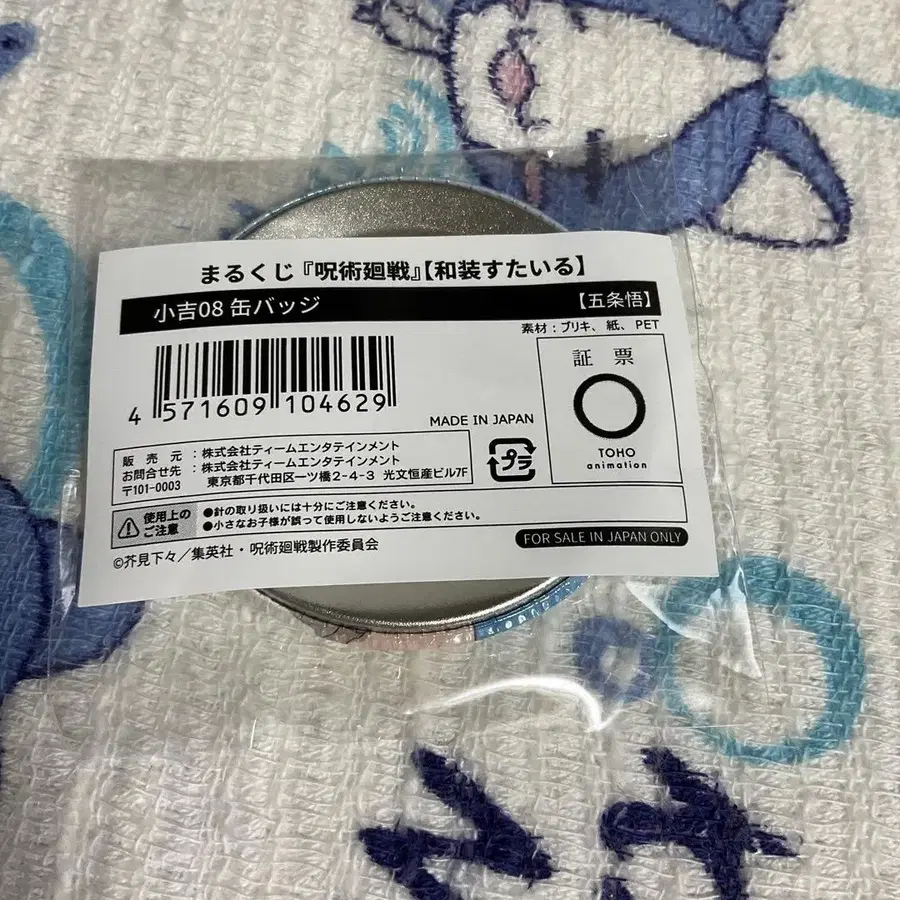 まるくじ『呪術廻戦』【和装すたいる】
小吉08 缶バッジ 【五条悟】
素材：ブリキ、紙、PET
証票
TOHO
animation
4 571609 104629
MADE IN JAPAN
プラ
販売元：株式会社ティームエンタテインメント
お問合せ先：株式会社ティームエンタテインメント
〒101-0003 東京都千代田区一ツ橋2-4-3 光文恒産ビル7F
使用上のご注意
●針の取り扱いには十分にご注意ください。
●小さなお子様が誤って使用しないようご注意ください。
©芥見下々／集英社・呪術廻戦製作委員会
FOR SALE IN JAPAN ONLY